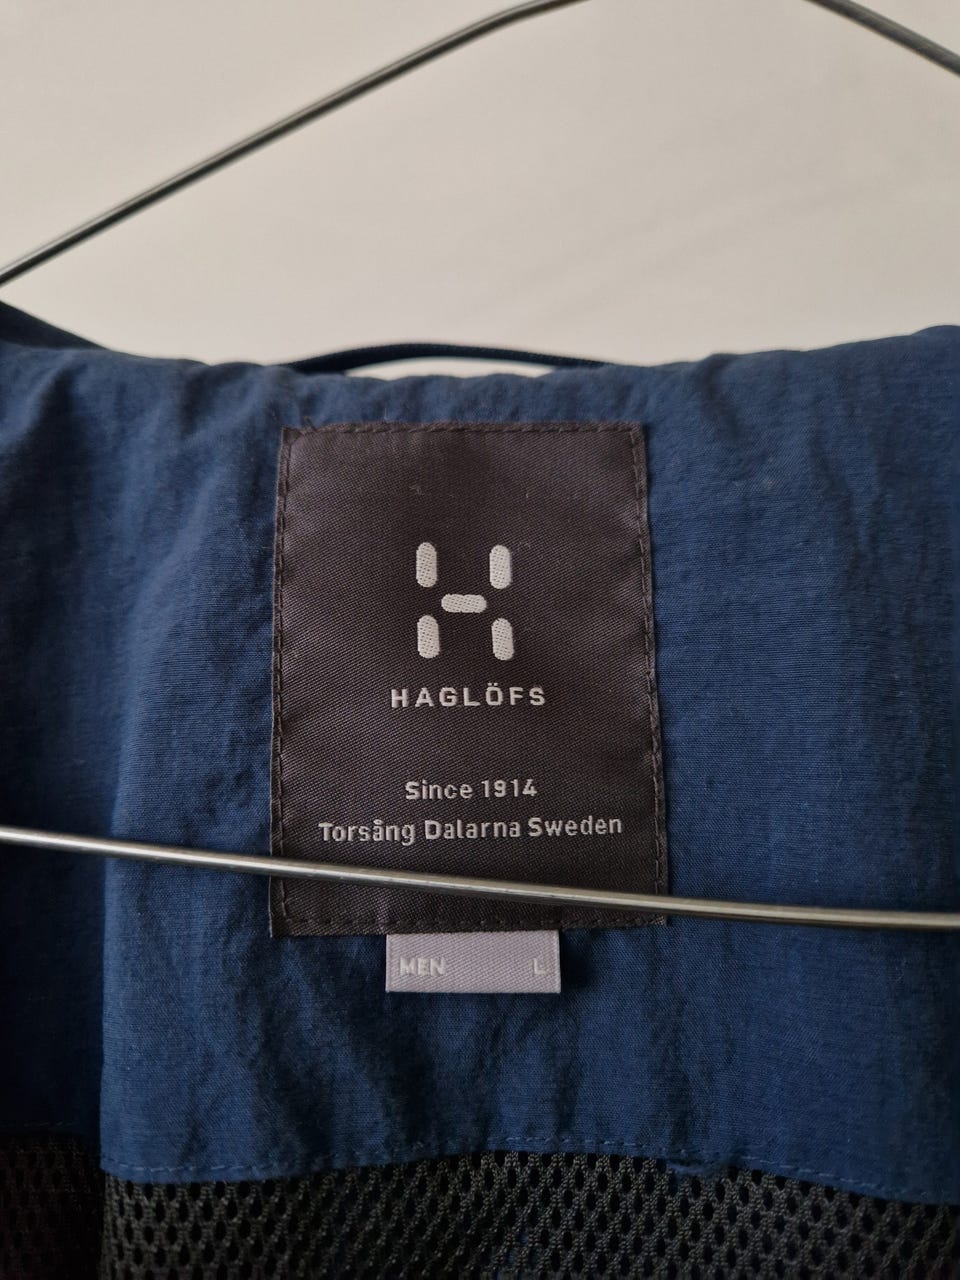 HAGLÖFS
Since 1914
Torsång Dalarna Sweden
MEN L